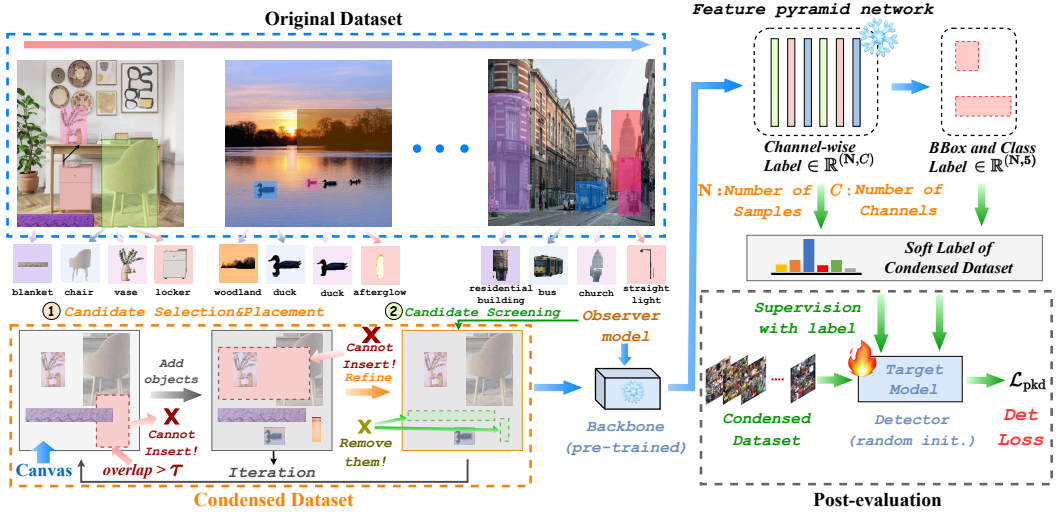 Original Dataset
Feature pyramid network
Channel-wise
Label ∈ ℝ^(N,C)
BBox and Class
Label ∈ ℝ^(N,5)
N:Number of
Samples
C:Number of
Channels
Soft Label of
Condensed Dataset
blanket
chair
vase
locker
woodland
duck
duck
afterglow
residential
building
bus
church
straight
light
1 Candidate Selection&Placement
2 Candidate Screening
Observer
model
Add
objects
X
Cannot
Insert!
X
Cannot
Insert!
Refine
X
Remove
them!
Canvas
overlap > τ
Iteration
Condensed Dataset
Backbone
(pre-trained)
Supervision
with label
Condensed
Dataset
Target
Model
Detector
(random init.)
ℒpkd
Det
Loss
Post-evaluation